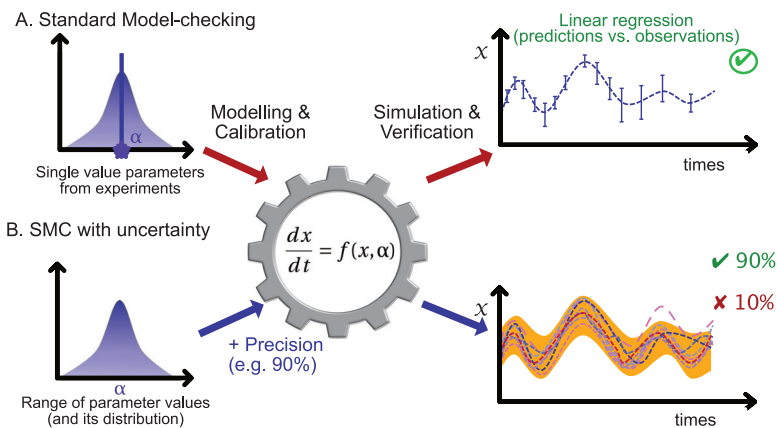 A. Standard Model-checking
α
Single value parameters
from experiments
Modelling &
Calibration
Simulation &
Verification
Linear regression
(predictions vs. observations)
✔
x
times
B. SMC with uncertainty
α
Range of parameter values
(and its distribution)
+ Precision
(e.g. 90%)
dx/dt = f(x,α)
x
✔ 90%
✘ 10%
times